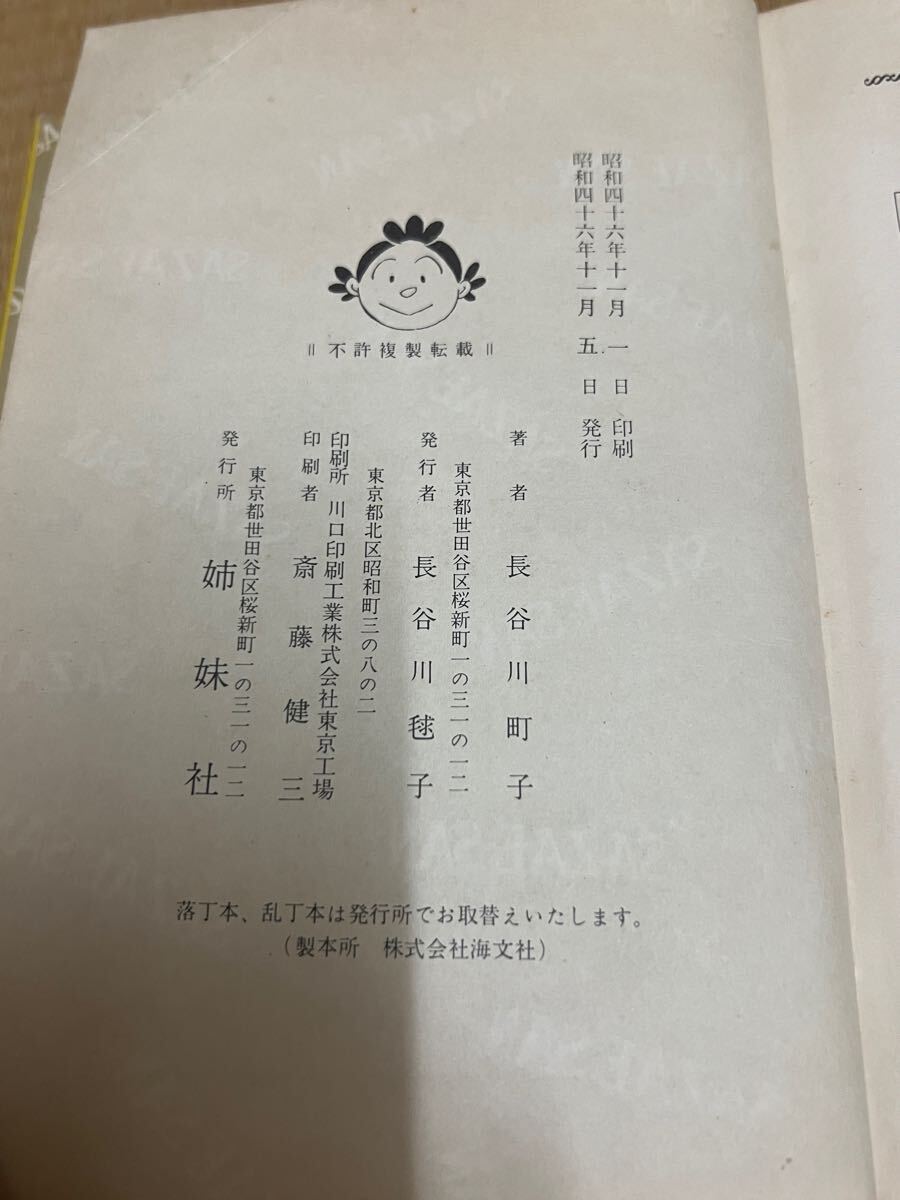 昭和四十六年十一月 一 日 印刷
昭和四十六年十一月 五 日 発行
=不許複製転載=
著者 長谷川町子
東京都世田谷区桜新町一の三一の一二
発行者 長谷川毬子
東京都北区昭和町三の八の二
印刷所 川口印刷工業株式会社東京工場
印刷者 斎藤健三
東京都世田谷区桜新町一の三一の一二
発行所 姉妹社
落丁本、乱丁本は発行所でお取替えいたします。
(製本所 株式会社海文社)
SAZAE-SAN